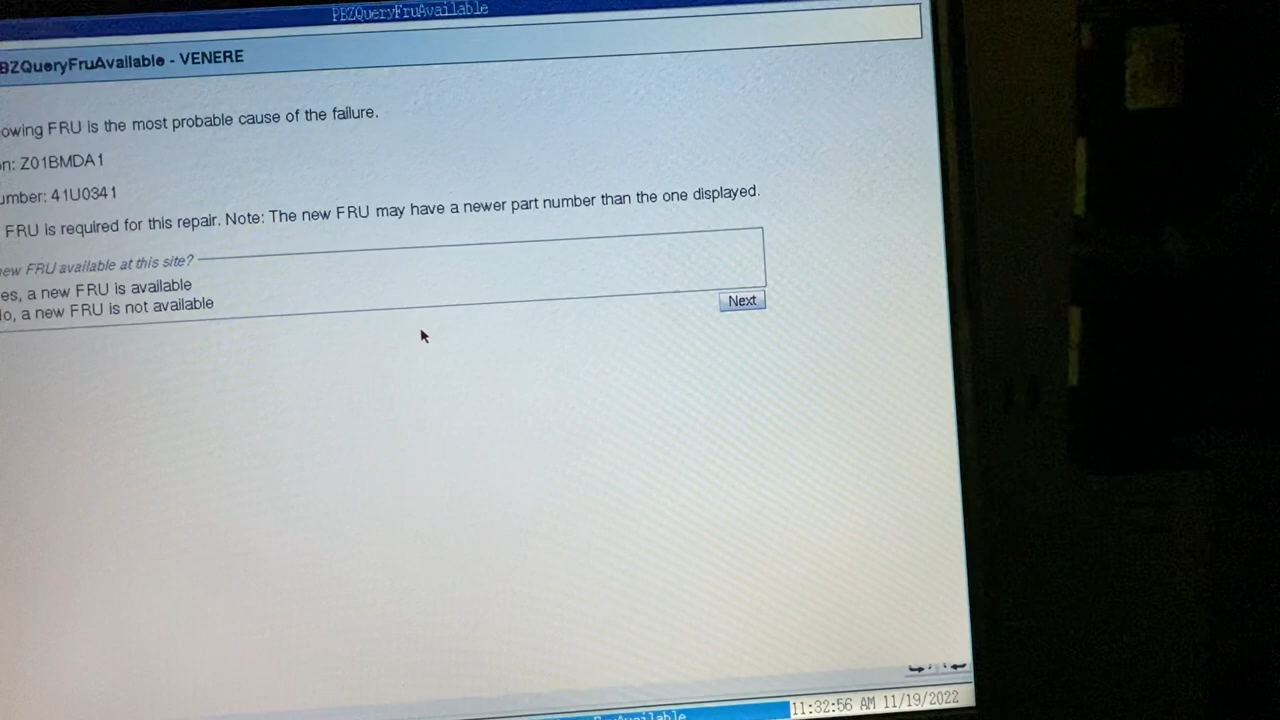 PBZQueryFruAvailable
BZQueryFruAvailable - VENERE
owing FRU is the most probable cause of the failure.
on: Z01BMDA1
umber: 41U0341
FRU is required for this repair. Note: The new FRU may have a newer part number than the one displayed.
new FRU available at this site?
es, a new FRU is available
lo, a new FRU is not available
Next
11:32:56 AM 11/19/2022